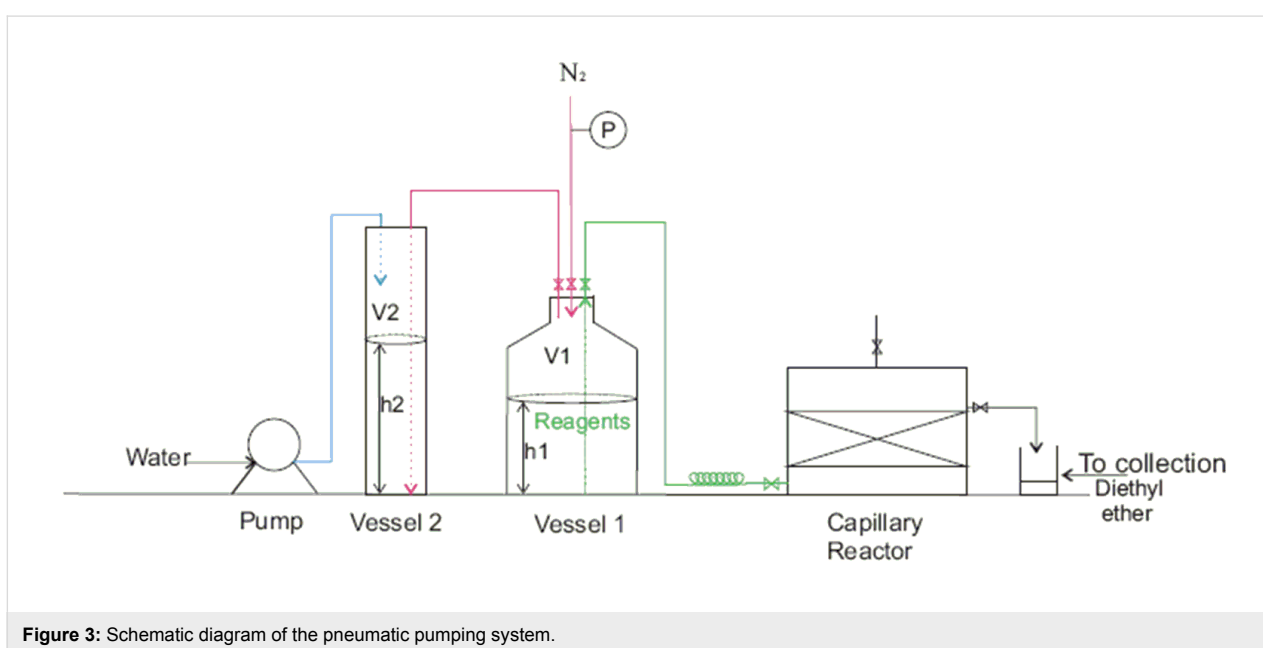 N₂
P
V2
V1
h2
Reagents
h1
Water
To collection
Diethyl
ether
Pump
Vessel 2
Vessel 1
Capillary
Reactor
Figure 3: Schematic diagram of the pneumatic pumping system.